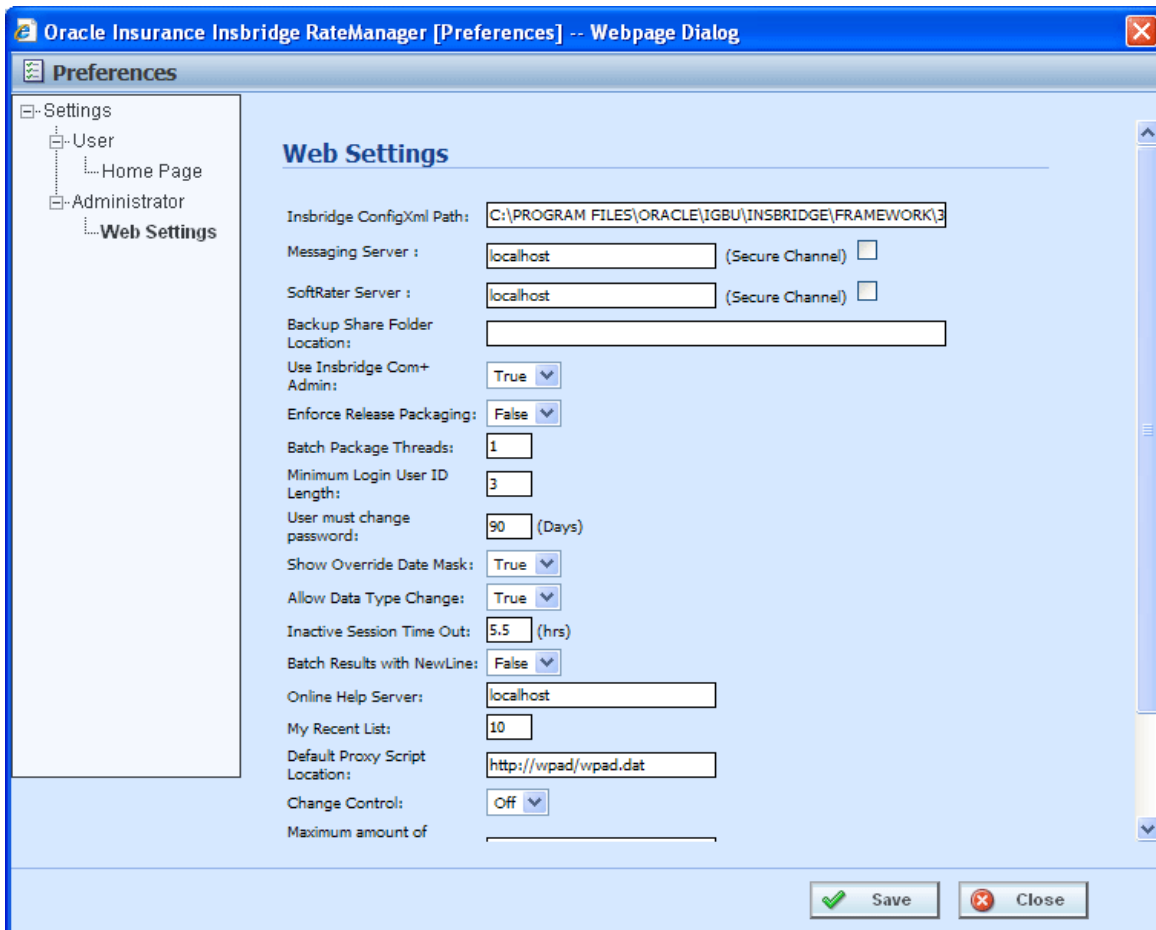 Oracle Insurance Insbridge RateManager [Preferences] -- Webpage Dialog
Preferences
Settings
User
Home Page
Administrator
Web Settings
Web Settings
Insbridge ConfigXml Path: C:\PROGRAM FILES\ORACLE\IGBU\INSBRIDGE\FRAMEWORK\3
Messaging Server : localhost (Secure Channel)
SoftRater Server : localhost (Secure Channel)
Backup Share Folder
Location:
Use Insbridge Com+
Admin: True
Enforce Release Packaging: False
Batch Package Threads: 1
Minimum Login User ID
Length: 3
User must change
password: 90 (Days)
Show Override Date Mask: True
Allow Data Type Change: True
Inactive Session Time Out: 5.5 (hrs)
Batch Results with NewLine: False
Online Help Server: localhost
My Recent List: 10
Default Proxy Script
Location: http://wpad/wpad.dat
Change Control: Off
Maximum amount of
Save Close